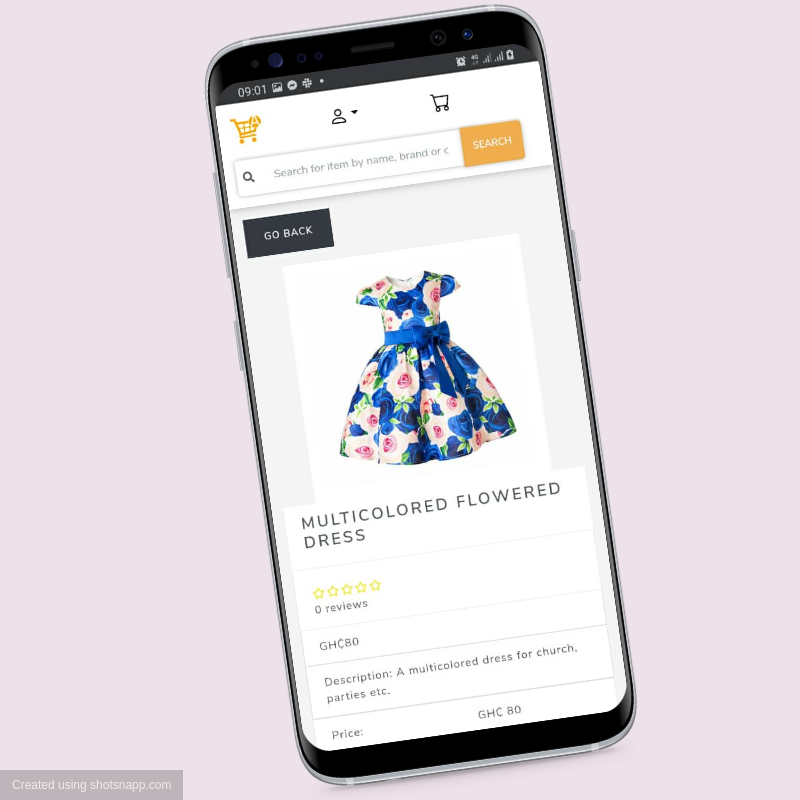 09:01
4G
Search for item by name, brand or c
SEARCH
GO BACK
MULTICOLORED FLOWERED
DRESS
0 reviews
GH₵80
Description: A multicolored dress for church,
parties etc.
Price: GH₵ 80
Created using shotsnapp.com